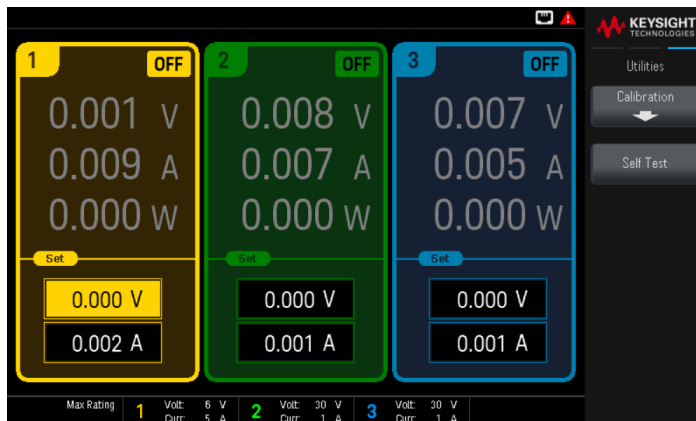 KEYSIGHT
TECHNOLOGIES
1 OFF 2 OFF 3 OFF
0.001 V 0.008 V 0.007 V
0.009 A 0.007 A 0.005 A
0.000 W 0.000 W 0.000 W
Set Set Set
0.000 V 0.000 V 0.000 V
0.002 A 0.001 A 0.001 A
Utilities
Calibration
Self Test
Max Rating 1 Volt: 6 V 2 Volt: 30 V 3 Volt: 30 V
Curr: 5 A Curr: 1 A Curr: 1 A